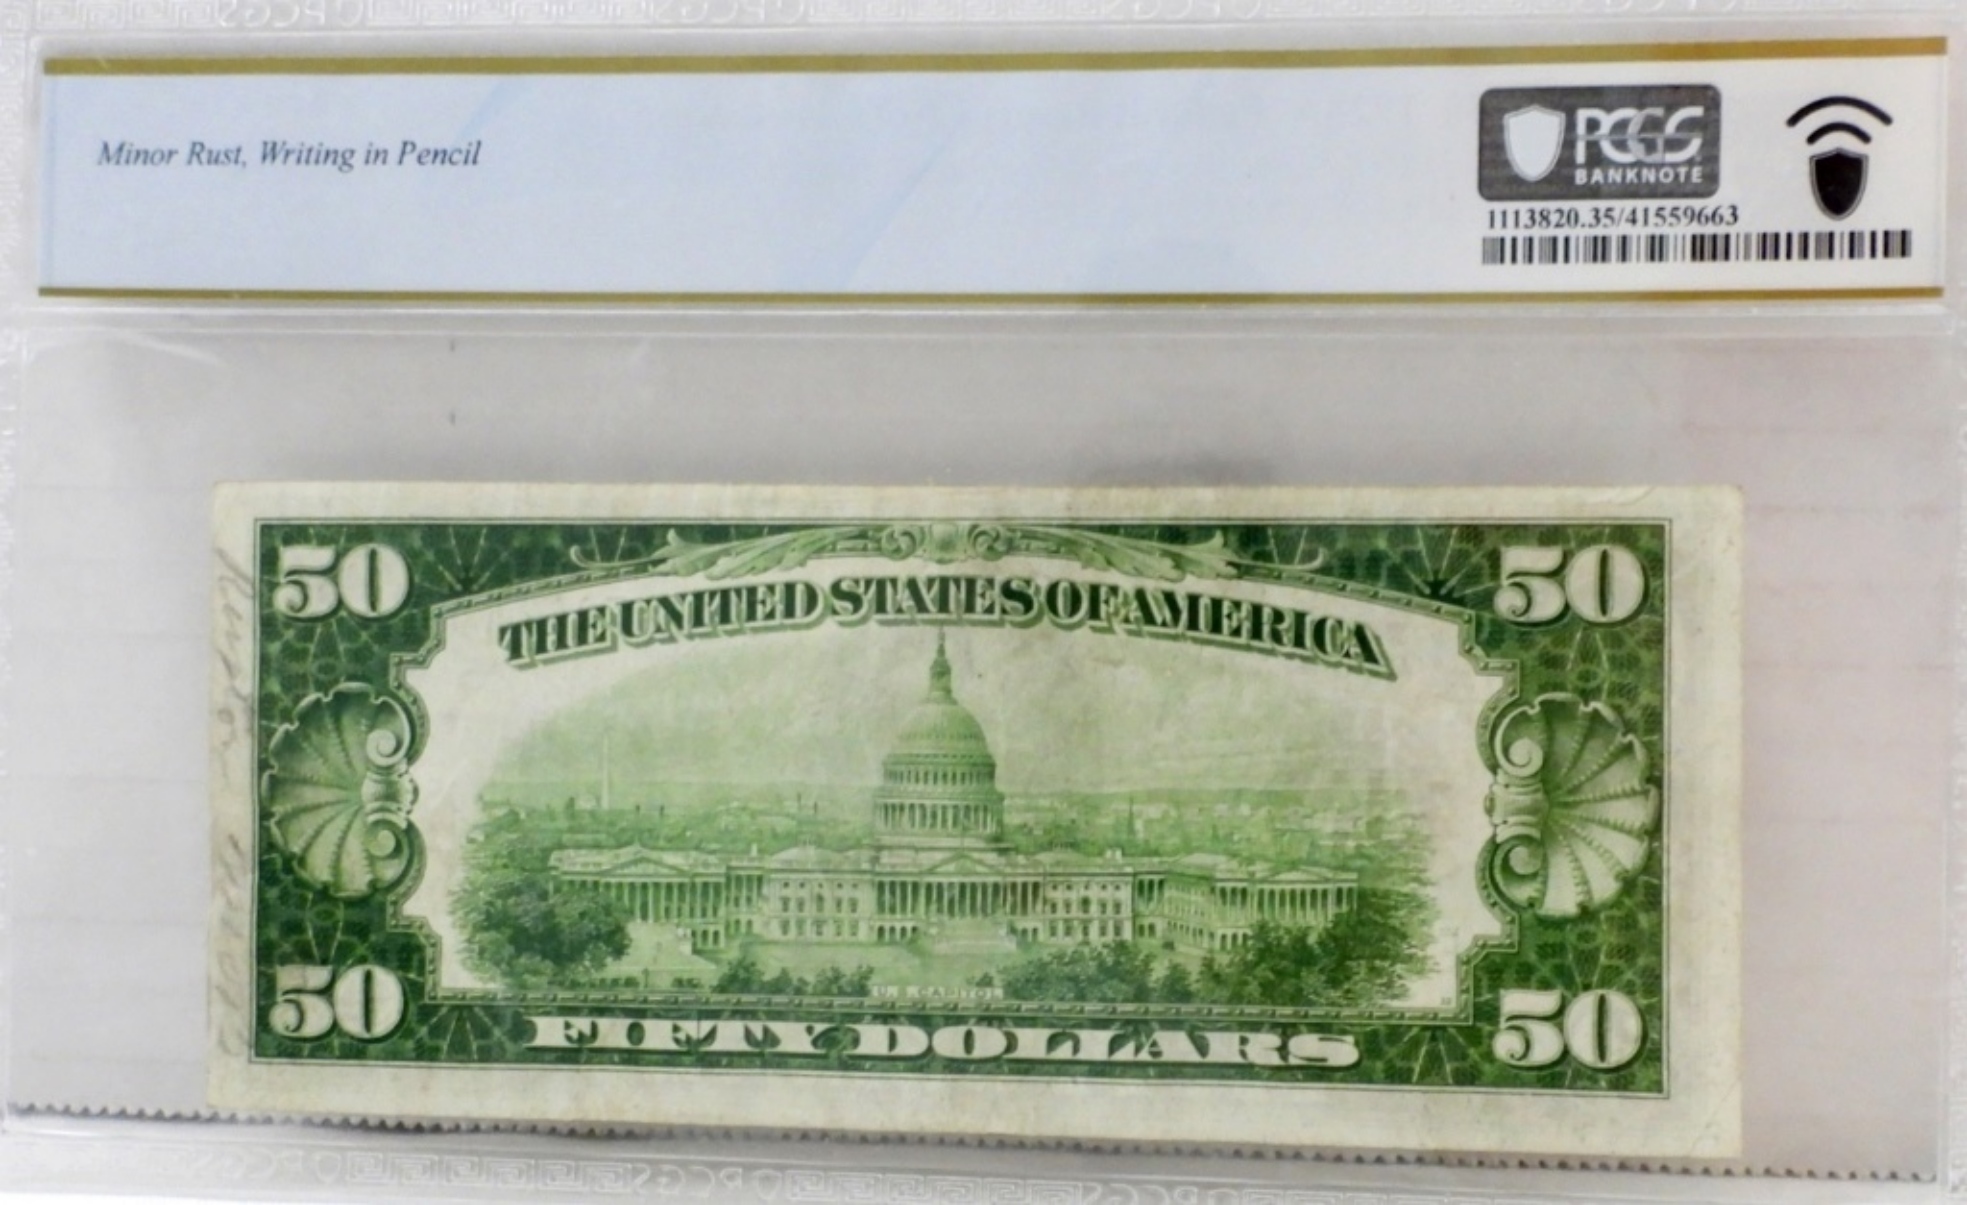 Minor Rust, Writing in Pencil
PCGS
BANKNOTE
1113820.35/41559663
50 50
THE UNITED STATES OF AMERICA
U. S. CAPITOL
50 50
FIFTY DOLLARS